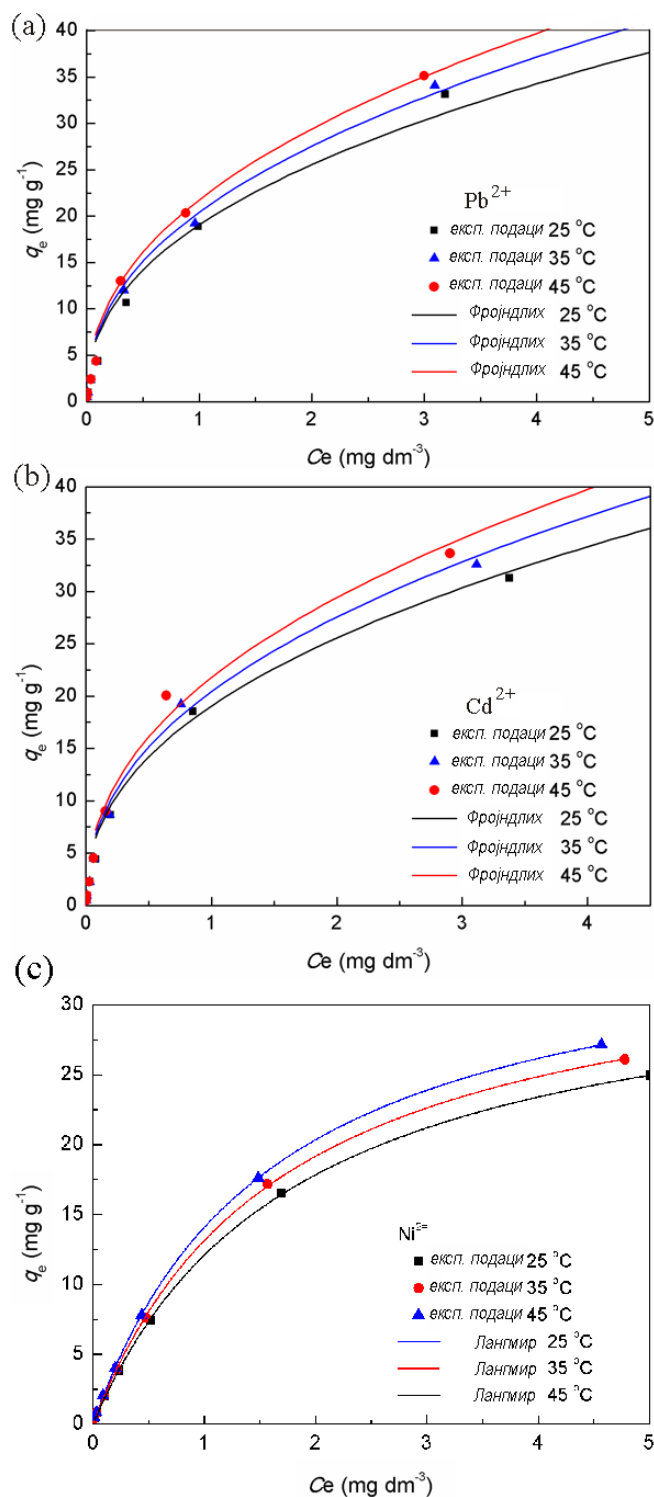 (a)
40
35
30
25
20
15
10
5
0
qe (mg g-1)
Pb2+
експ. подаци 25 °C
експ. подаци 35 °C
експ. подаци 45 °C
Фројндлих 25 °C
Фројндлих 35 °C
Фројндлих 45 °C
0 1 2 3 4 5
Ce (mg dm-3)
(b)
40
35
30
25
20
15
10
5
0
qe (mg g-1)
Cd2+
експ. подаци 25 °C
експ. подаци 35 °C
експ. подаци 45 °C
Фројндлих 25 °C
Фројндлих 35 °C
Фројндлих 45 °C
0 1 2 3 4
Ce (mg dm-3)
(c)
30
25
20
15
10
5
0
qe (mg g-1)
Ni2+
експ. подаци 25 °C
експ. подаци 35 °C
експ. подаци 45 °C
Лангмир 25 °C
Лангмир 35 °C
Лангмир 45 °C
0 1 2 3 4 5
Ce (mg dm-3)